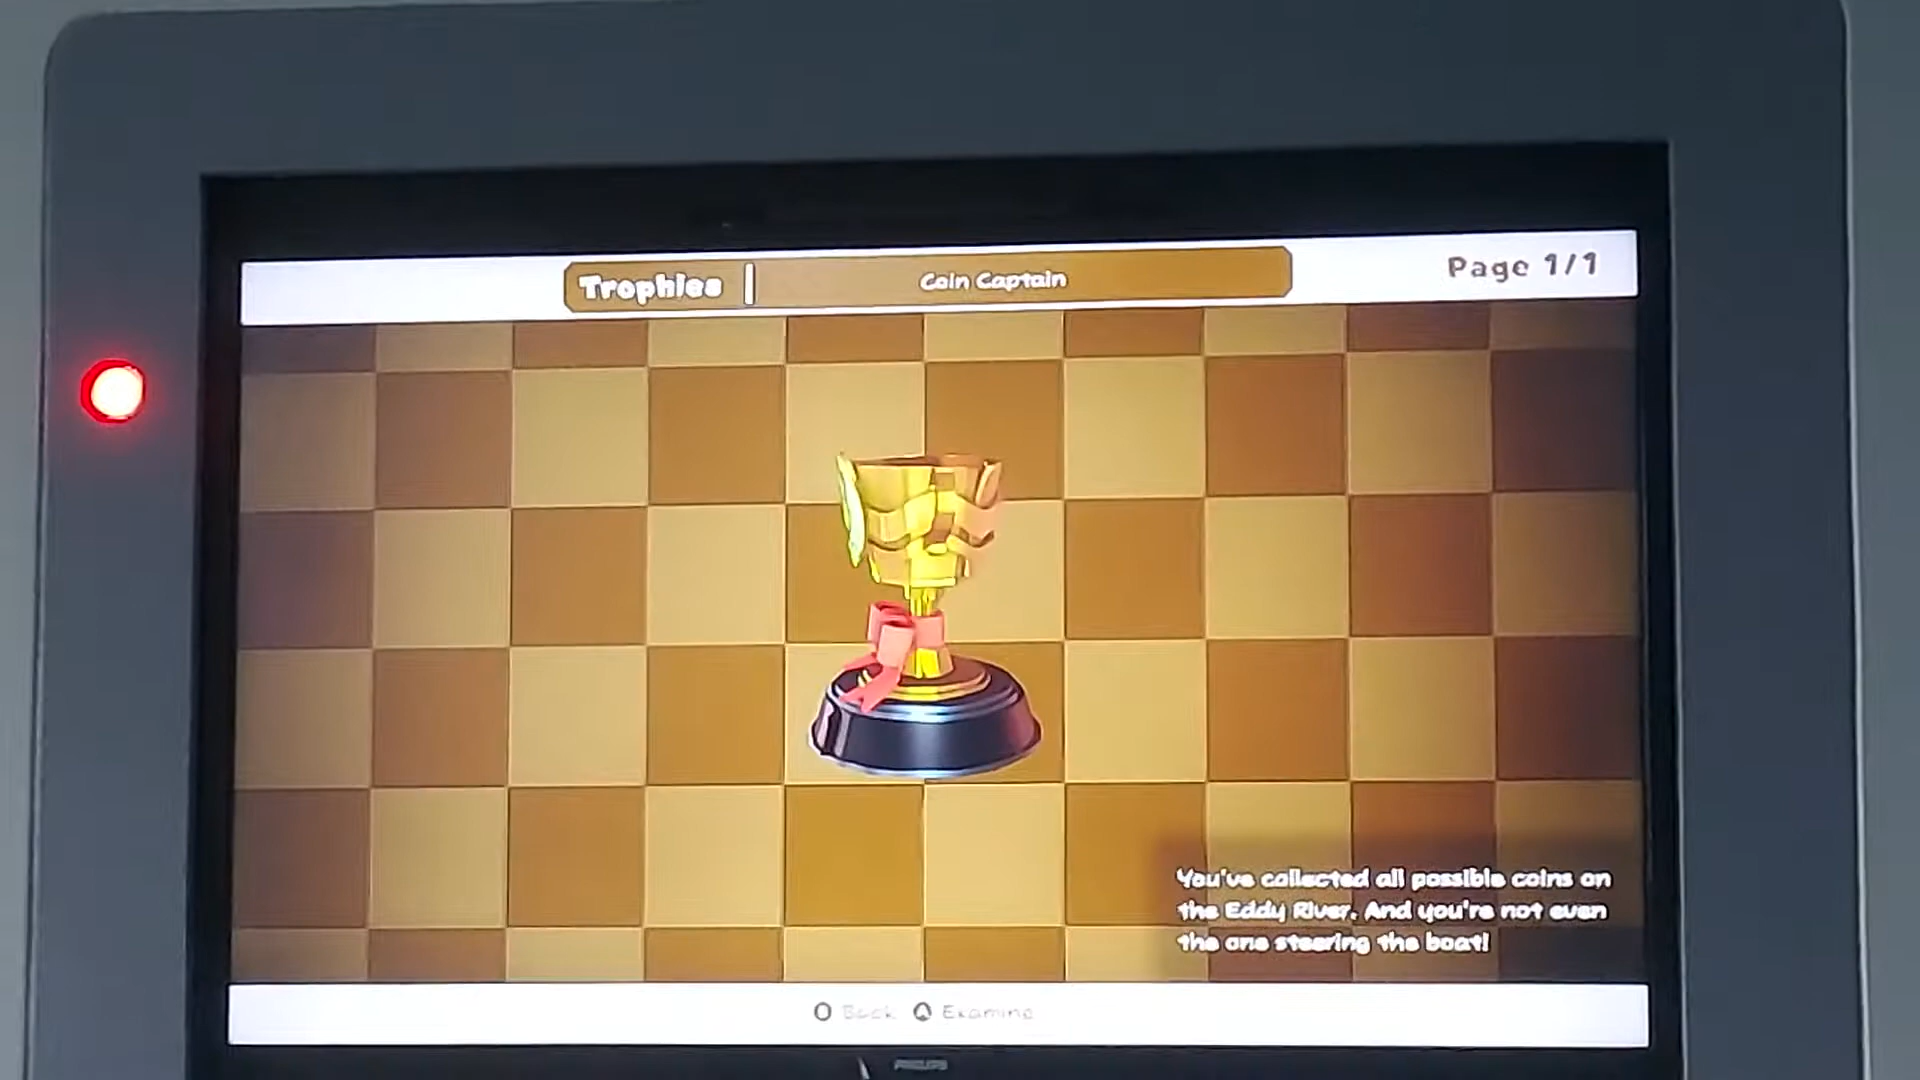 Trophies
Coin Captain
Page 1/1
You've collected all possible coins on
the Eddy River. And you're not even
the one steering the boat!
Back A Examine
PHILIPS